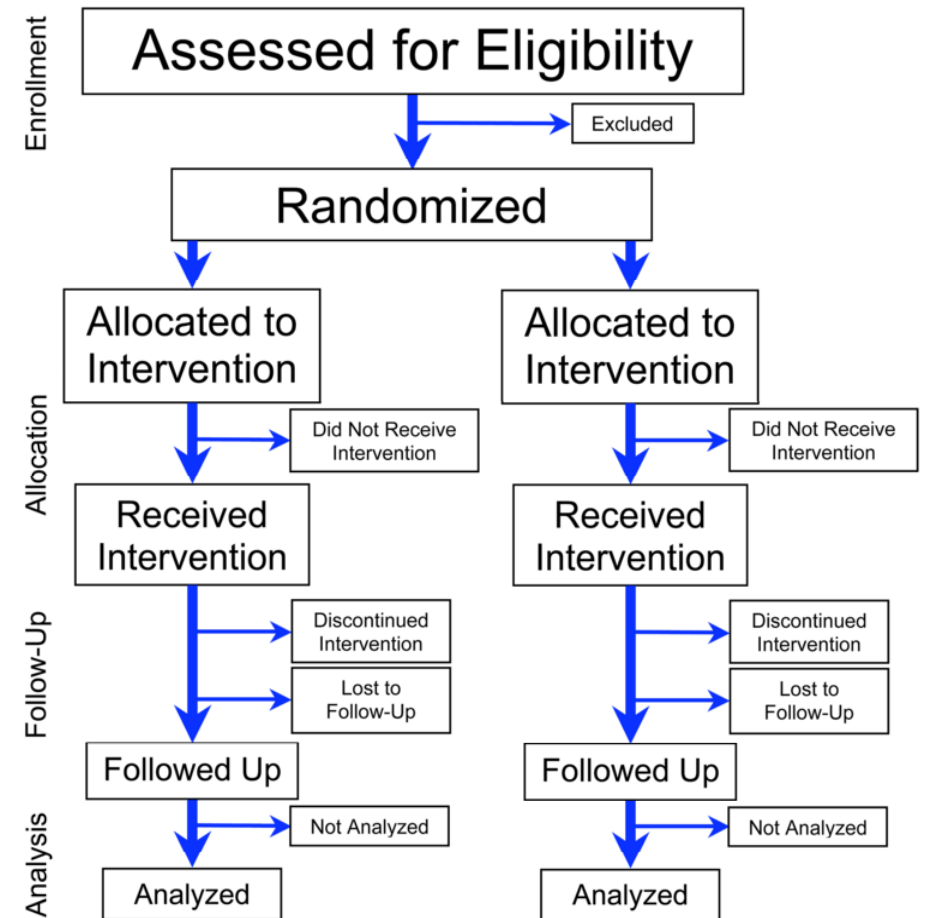 Enrollment
Assessed for Eligibility
Excluded
Randomized
Allocated to
Intervention
Allocated to
Intervention
Allocation
Did Not Receive
Intervention
Did Not Receive
Intervention
Received
Intervention
Received
Intervention
Follow-Up
Discontinued
Intervention
Discontinued
Intervention
Lost to
Follow-Up
Lost to
Follow-Up
Followed Up
Followed Up
Analysis
Not Analyzed
Not Analyzed
Analyzed
Analyzed